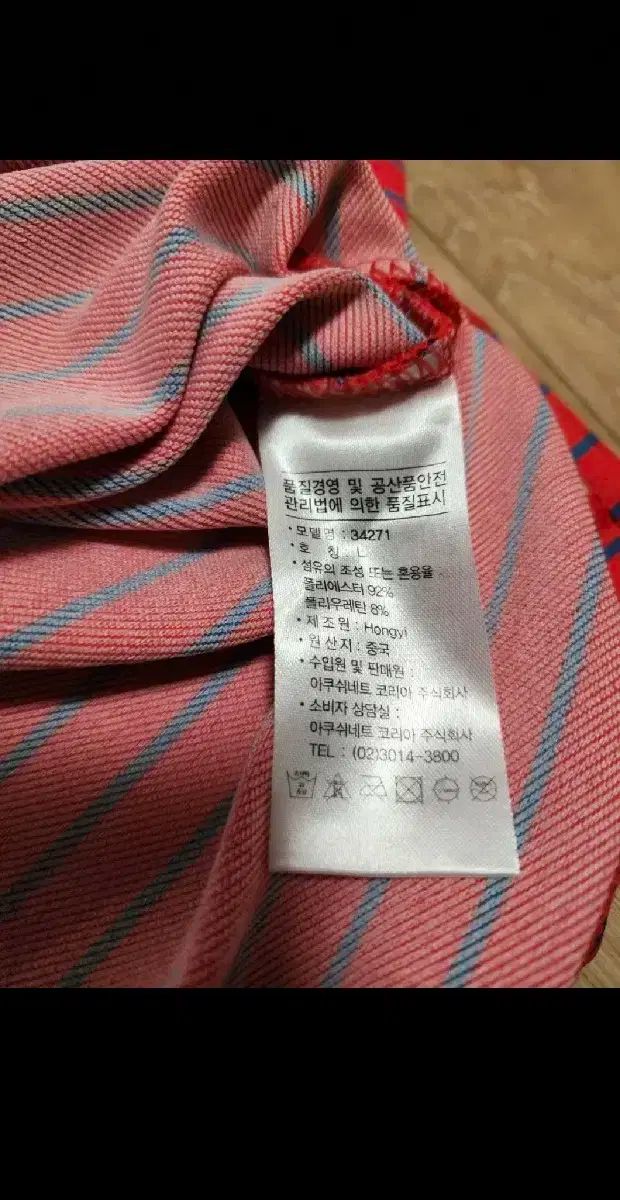 품질경영 및 공산품안전
관리법에 의한 품질표시
• 모델명 : 34271
• 호 칭 : L
• 섬유의 조성 또는 혼용율 :
폴리에스터 92%
폴리우레탄 8%
• 제 조 원 : Hongyi
• 원 산 지 : 중국
• 수입원 및 판매원 :
아쿠쉬네트 코리아 주식회사
• 소비자 상담실 :
아쿠쉬네트 코리아 주식회사
TEL : (02)3014-3800